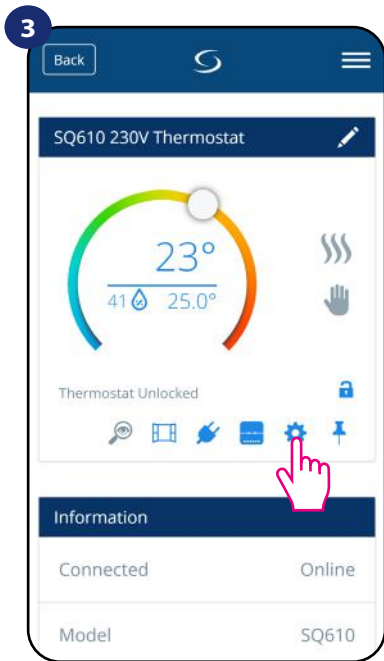 3
Back
SQ610 230V Thermostat
23°
41 25.0°
Thermostat Unlocked
Information
Connected Online
Model SQ610